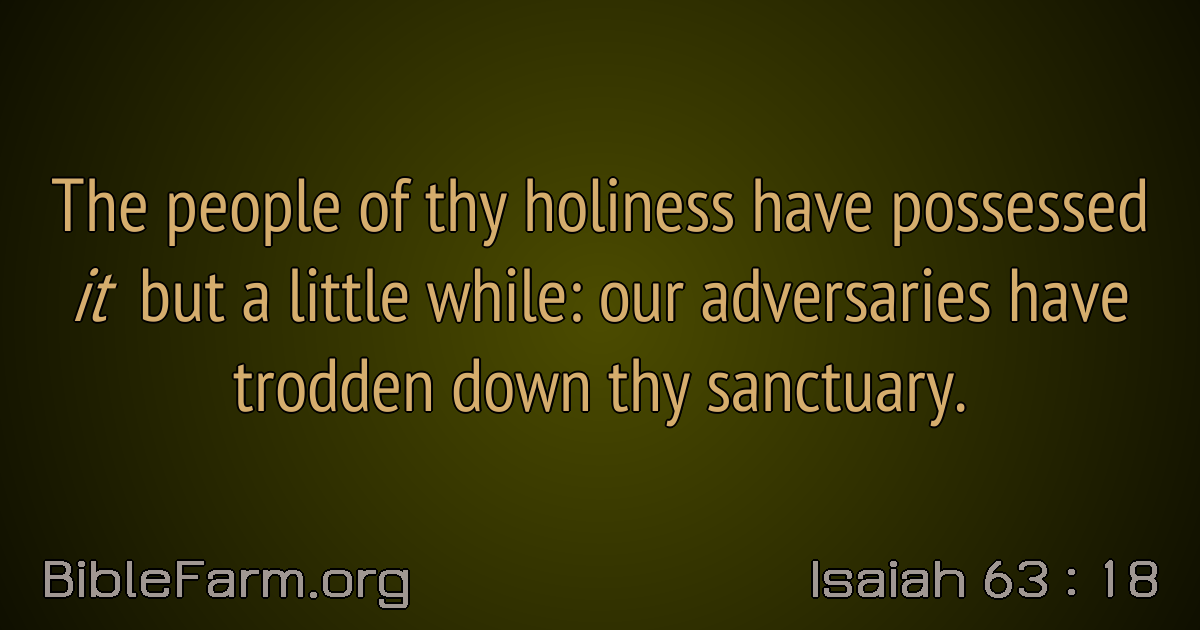 The people of thy holiness have possessed
it but a little while: our adversaries have
trodden down thy sanctuary.
BibleFarm.org
Isaiah 63 : 18